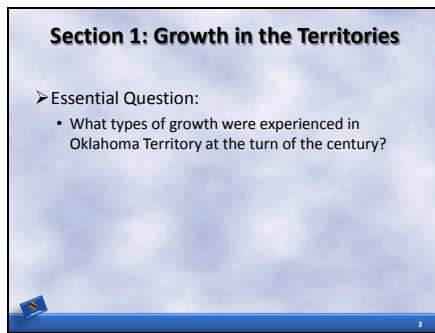 Section 1: Growth in the Territories
➢Essential Question:
• What types of growth were experienced in
Oklahoma Territory at the turn of the century?
3